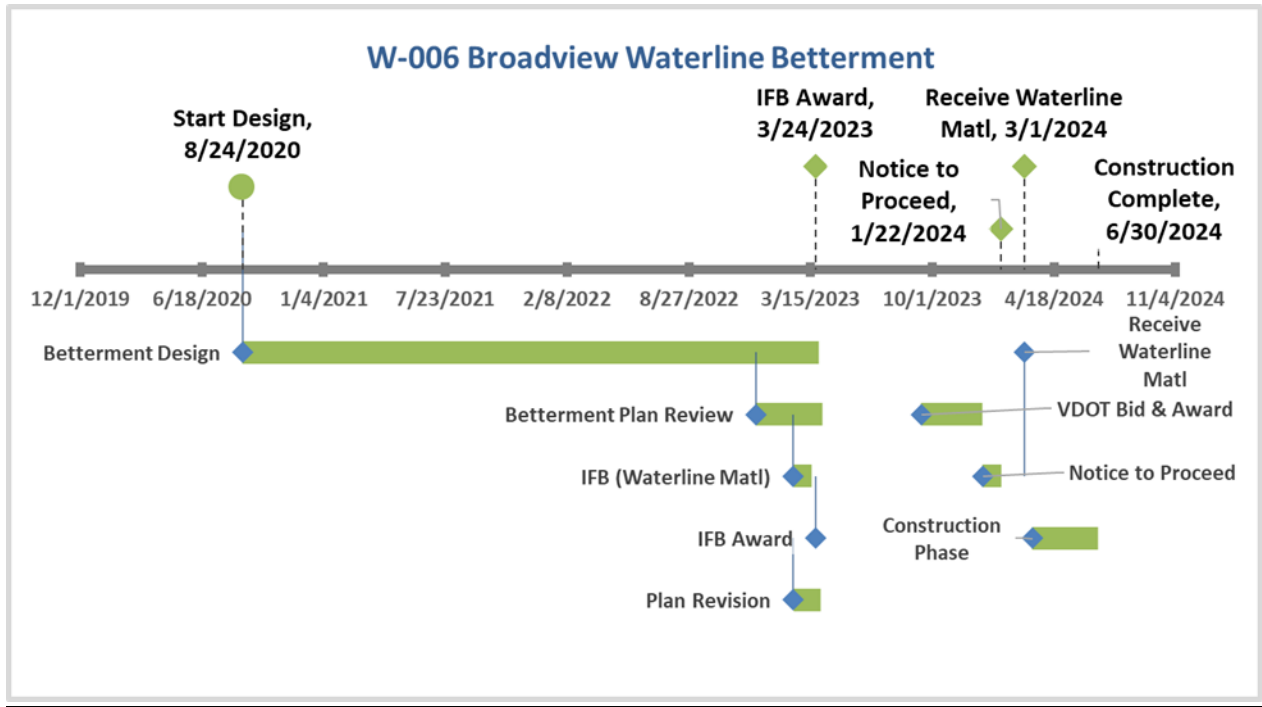 W-006 Broadview Waterline Betterment
Start Design,
8/24/2020
IFB Award,
3/24/2023
Receive Waterline
Matl, 3/1/2024
Notice to
Proceed,
1/22/2024
Construction
Complete,
6/30/2024
12/1/2019 6/18/2020 1/4/2021 7/23/2021 2/8/2022 8/27/2022 3/15/2023 10/1/2023 4/18/2024 11/4/2024
Betterment Design
Receive
Waterline
Matl
Betterment Plan Review
VDOT Bid & Award
IFB (Waterline Matl)
Notice to Proceed
IFB Award
Construction
Phase
Plan Revision